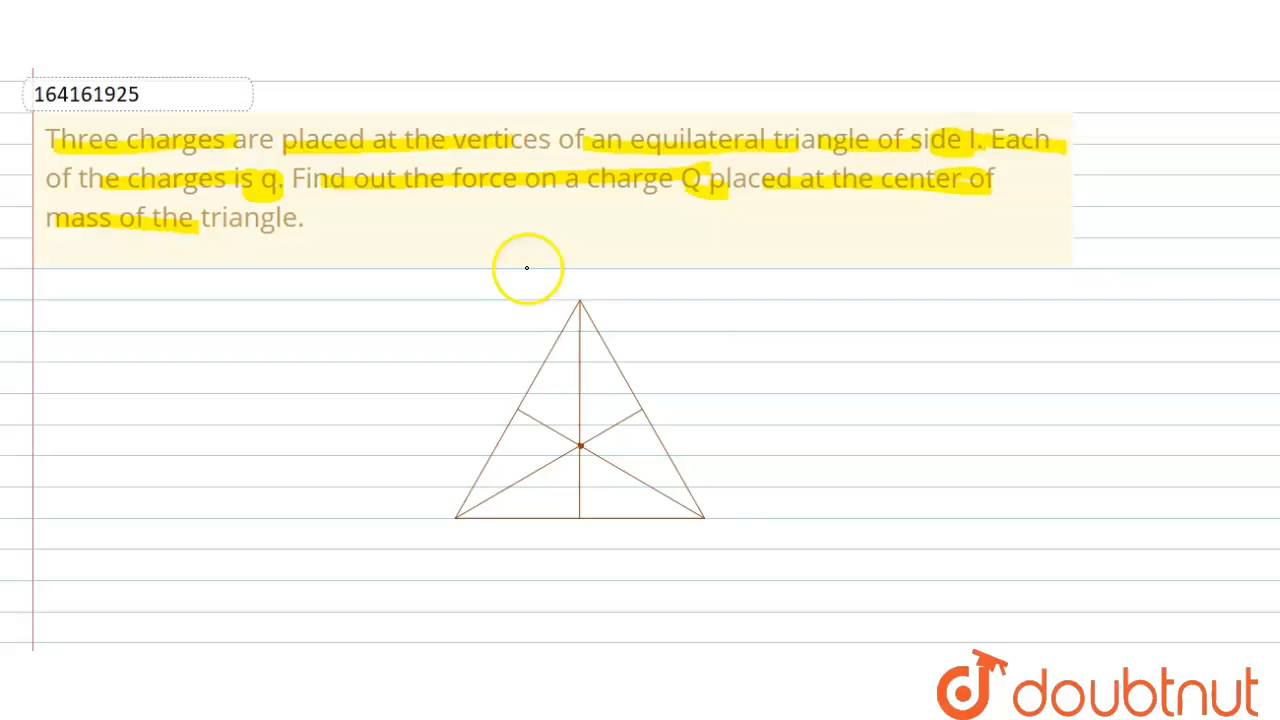 164161925
Three charges are placed at the vertices of an equilateral triangle of side l. Each
of the charges is q. Find out the force on a charge Q placed at the center of
mass of the triangle.
doubtnut